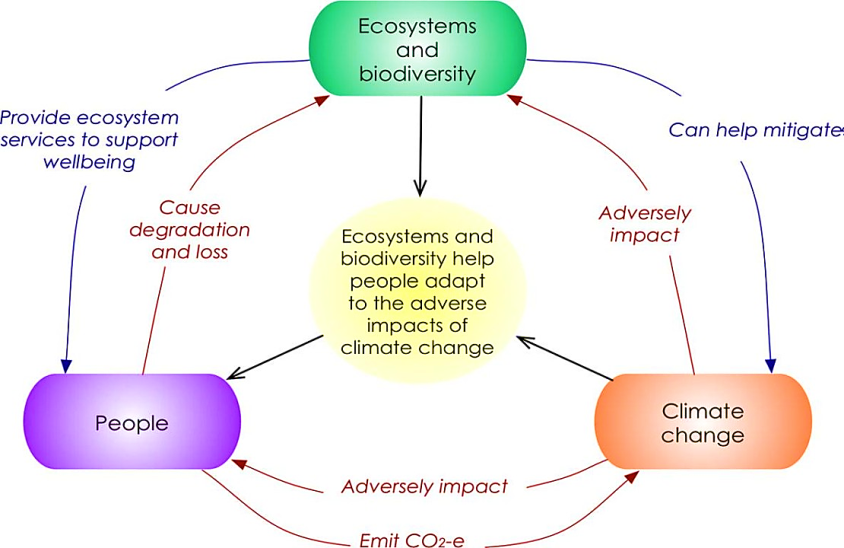 Ecosystems
and
biodiversity
Provide ecosystem
services to support
wellbeing
Can help mitigate
Cause
degradation
and loss
Adversely
impact
Ecosystems and
biodiversity help
people adapt
to the adverse
impacts of
climate change
People
Climate
change
Adversely impact
Emit CO2-e